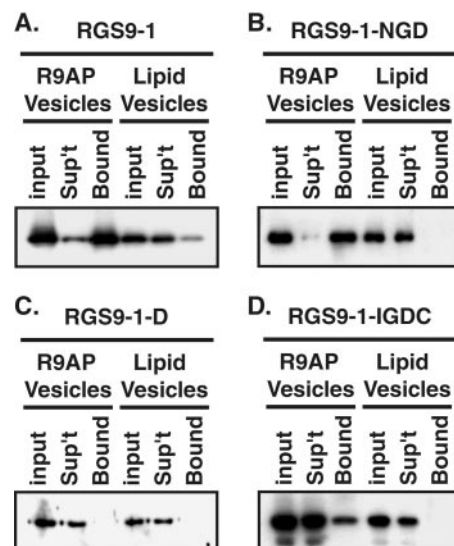 A. RGS9-1
R9AP Vesicles Lipid Vesicles
input Sup't Bound input Sup't Bound
B. RGS9-1-NGD
R9AP Vesicles Lipid Vesicles
input Sup't Bound input Sup't Bound
C. RGS9-1-D
R9AP Vesicles Lipid Vesicles
input Sup't Bound input Sup't Bound
D. RGS9-1-IGDC
R9AP Vesicles Lipid Vesicles
input Sup't Bound input Sup't Bound